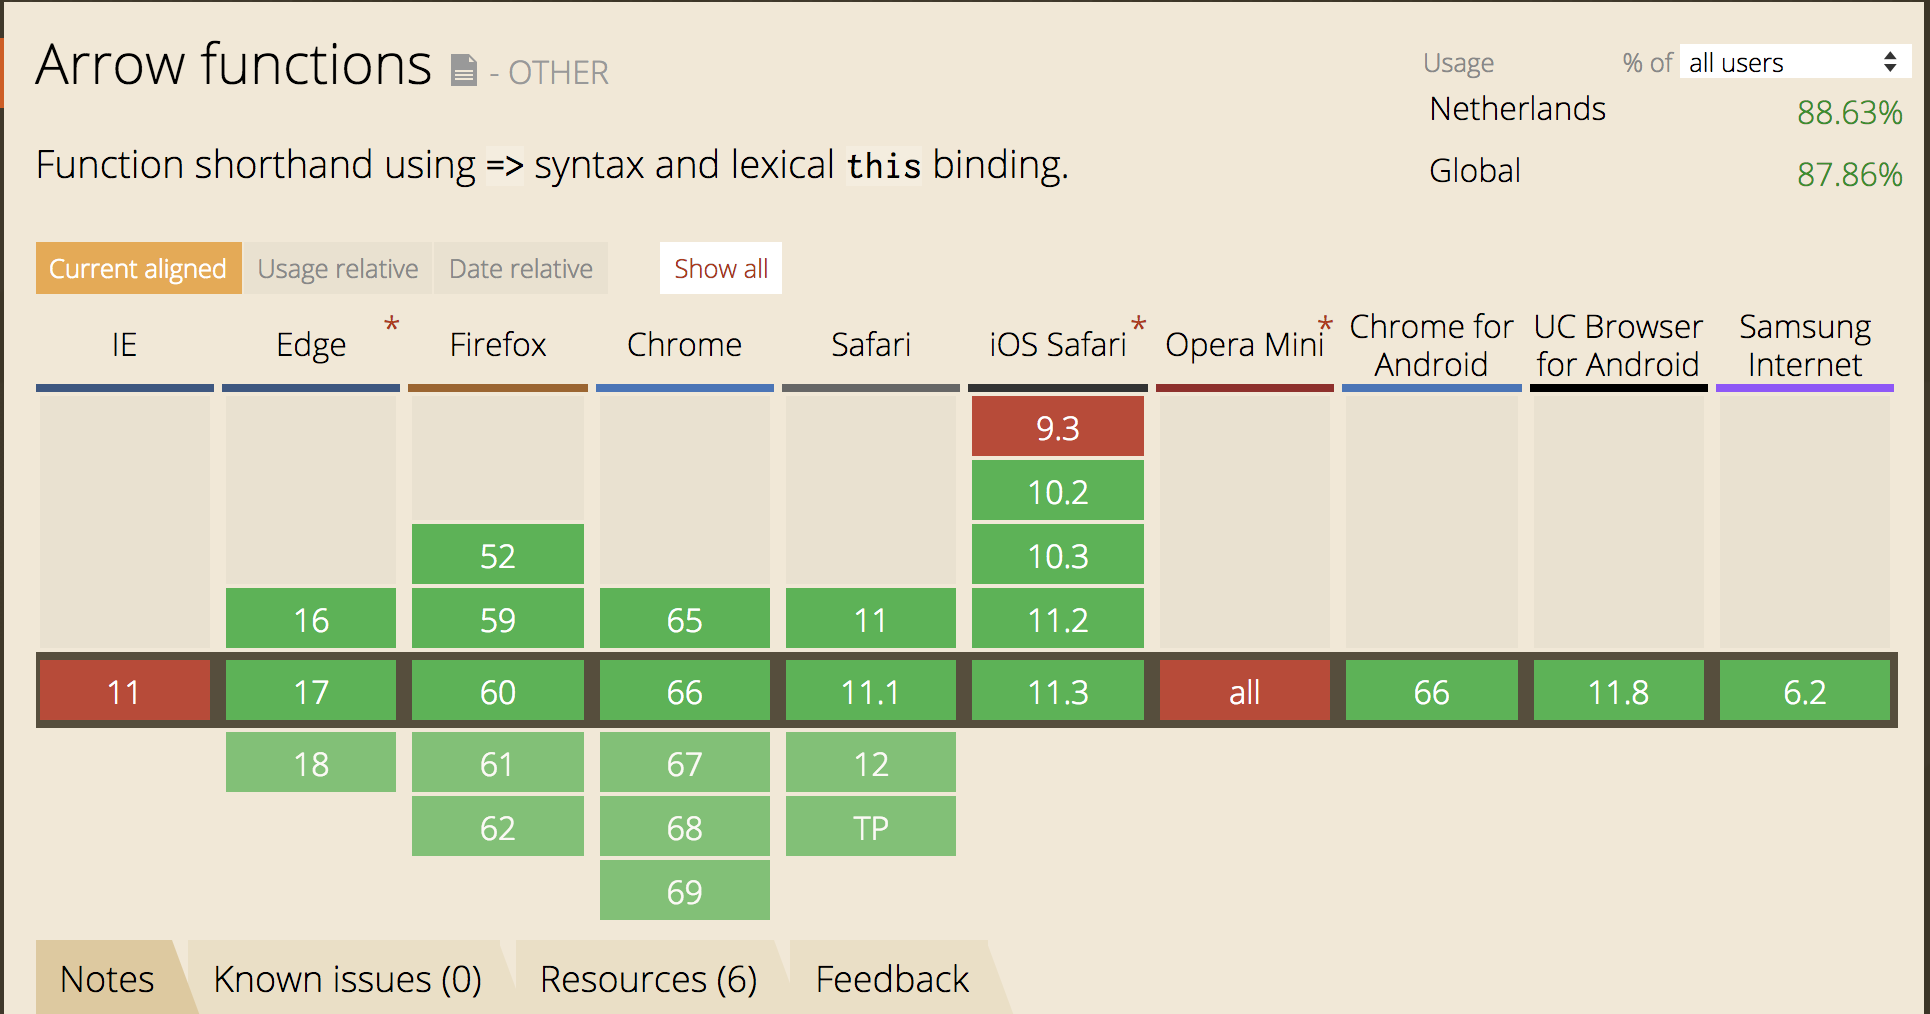 Arrow functions - OTHER
Usage % of all users
Netherlands 88.63%
Global 87.86%
Function shorthand using => syntax and lexical this binding.
Current aligned Usage relative Date relative Show all
IE Edge * Firefox Chrome Safari iOS Safari * Opera Mini * Chrome for Android UC Browser for Android Samsung Internet
9.3
10.2
52 10.3
16 59 65 11 11.2
11 17 60 66 11.1 11.3 all 66 11.8 6.2
18 61 67 12
62 68 TP
69
Notes Known issues (0) Resources (6) Feedback